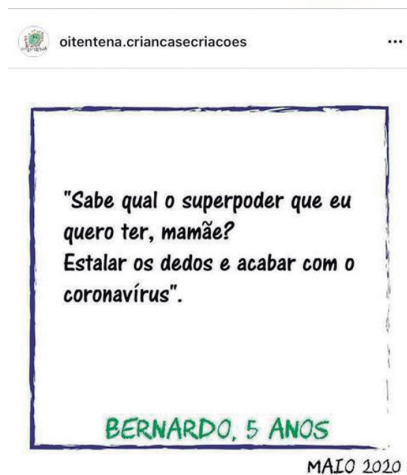 oitentena.criancasecriacoes
"Sabe qual o superpoder que eu
quero ter, mamãe?
Estalar os dedos e acabar com o
coronavírus".
BERNARDO, 5 ANOS
MAIO 2020